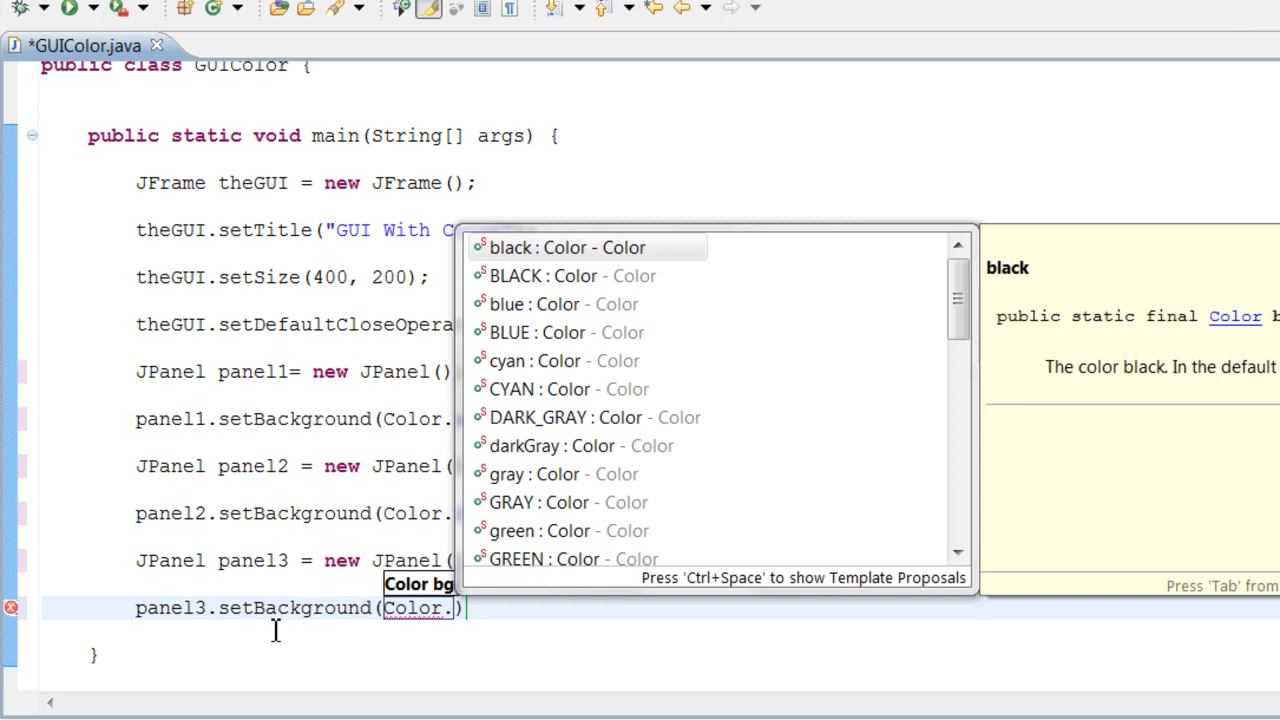 *GUIColor.java
public class GUIColor {
public static void main(String[] args) {
JFrame theGUI = new JFrame();
theGUI.setTitle("GUI With C
theGUI.setSize(400, 200);
theGUI.setDefaultCloseOpera
JPanel panel1= new JPanel()
panel1.setBackground(Color.
JPanel panel2 = new JPanel(
panel2.setBackground(Color.
JPanel panel3 = new JPanel(
Color bg
panel3.setBackground(Color.)
}
black : Color - Color
BLACK : Color - Color
blue : Color - Color
BLUE : Color - Color
cyan : Color - Color
CYAN : Color - Color
DARK_GRAY : Color - Color
darkGray : Color - Color
gray : Color - Color
GRAY : Color - Color
green : Color - Color
GREEN : Color - Color
Press 'Ctrl+Space' to show Template Proposals
black
public static final Color b
The color black. In the default
Press 'Tab' from